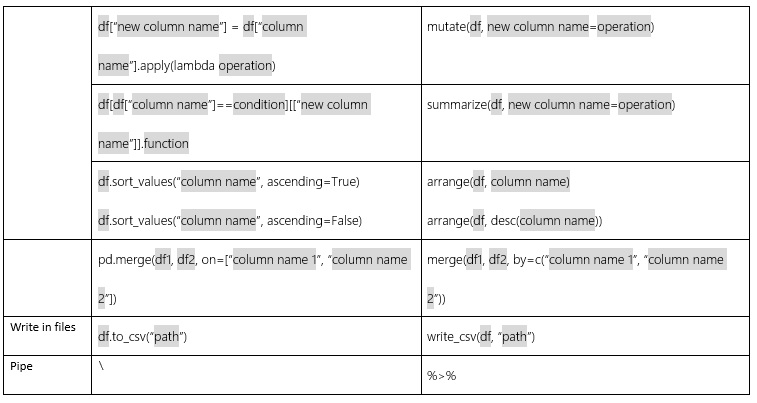 df["new column name"] = df["column
name"].apply(lambda operation)
mutate(df, new column name=operation)
df[df["column name"]==condition][["new column
name"]].function
summarize(df, new column name=operation)
df.sort_values("column name", ascending=True)
df.sort_values("column name", ascending=False)
arrange(df, column name)
arrange(df, desc(column name))
pd.merge(df1, df2, on=["column name 1", "column name
2"])
merge(df1, df2, by=c("column name 1", "column name
2"))
Write in files
df.to_csv("path")
write_csv(df, "path")
Pipe
\
%>%